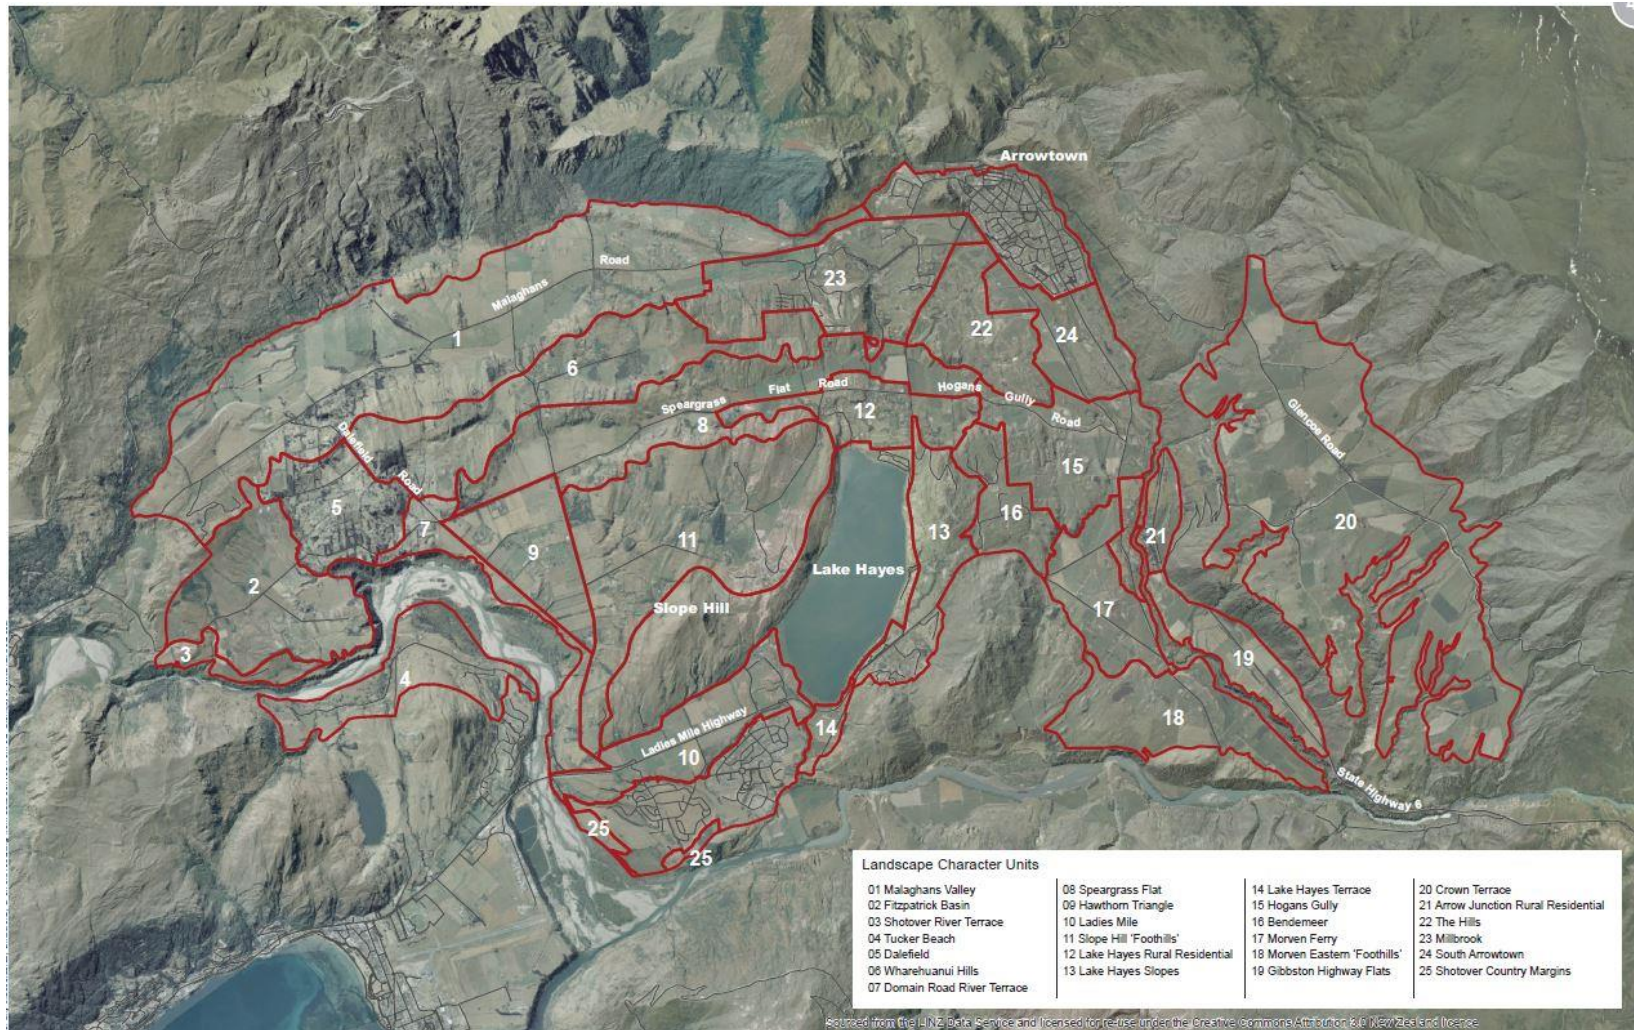 Arrowtown
Road
Malaghans
23
1
22
24
6
Flat Road
Hogans
Speargrass
Gully
Road
8
12
Glencoe Road
Dalefield
Road
15
5
7
16
20
13
9
11
21
Lake Hayes
2
Slope Hill
17
3
4
19
18
14
Ladies Mile Highway
10
State Highway 6
25
25
Landscape Character Units
01 Malaghans Valley
02 Fitzpatrick Basin
03 Shotover River Terrace
04 Tucker Beach
05 Dalefield
06 Wharehuanui Hills
07 Domain Road River Terrace
08 Speargrass Flat
09 Hawthorn Triangle
10 Ladies Mile
11 Slope Hill 'Foothills'
12 Lake Hayes Rural Residential
13 Lake Hayes Slopes
14 Lake Hayes Terrace
15 Hogans Gully
16 Bendemeer
17 Morven Ferry
18 Morven Eastern 'Foothills'
19 Gibbston Highway Flats
20 Crown Terrace
21 Arrow Junction Rural Residential
22 The Hills
23 Millbrook
24 South Arrowtown
25 Shotover Country Margins
Sourced from the LINZ Data Service and licensed for re-use under the Creative Commons Attribution 3.0 New Zealand licence